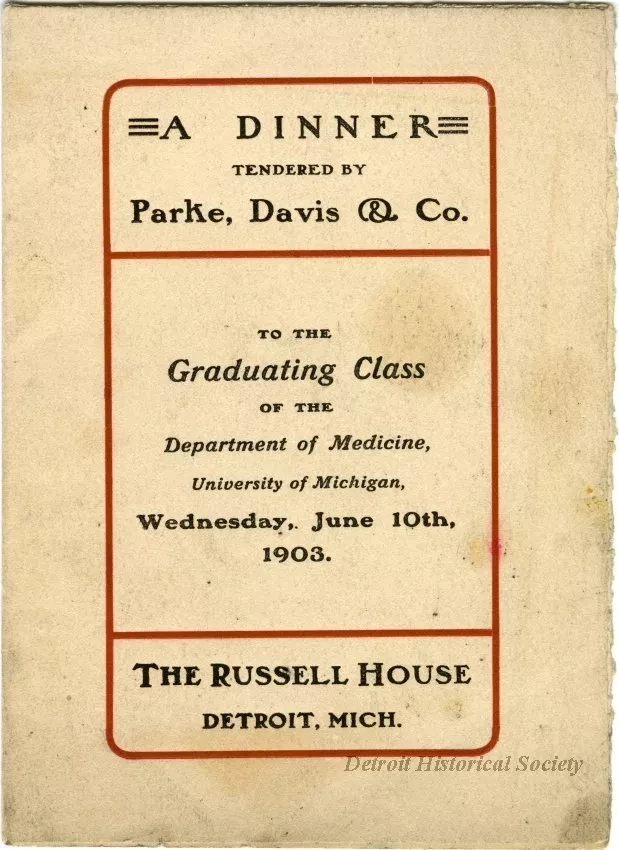 A DINNER
TENDERED BY
Parke, Davis & Co.
TO THE
Graduating Class
OF THE
Department of Medicine,
University of Michigan,
Wednesday, June 10th,
1903.
THE RUSSELL HOUSE
DETROIT, MICH.
Detroit Historical Society